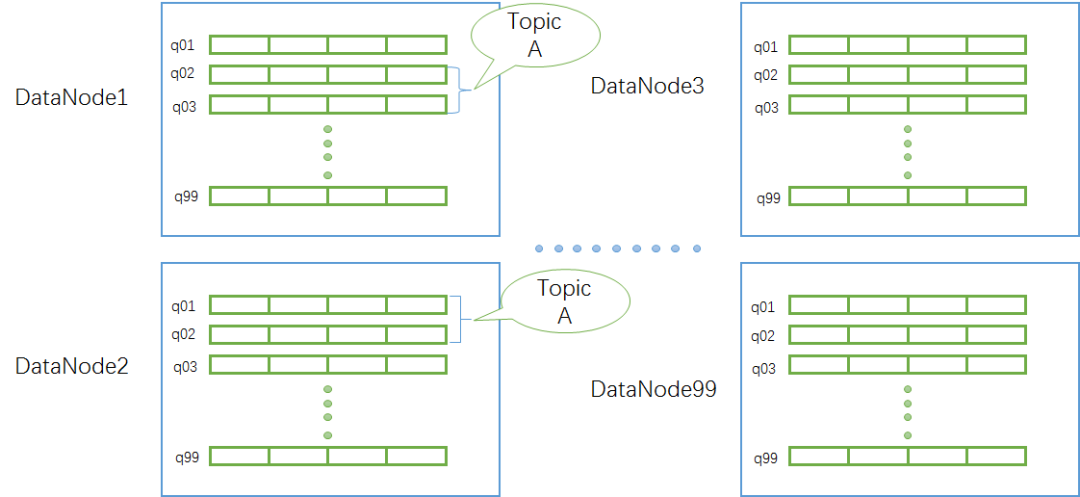 DataNode1
q01
q02
q03
q99
Topic
A
DataNode3
q01
q02
q03
q99
DataNode2
q01
q02
q03
q99
Topic
A
DataNode99
q01
q02
q03
q99